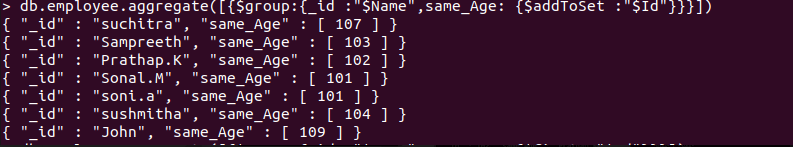 > db.employee.aggregate([{$group:{_id :"$Name",same_Age: {$addToSet :"$Id"}}}])
{ "_id" : "suchitra", "same_Age" : [ 107 ] }
{ "_id" : "Sampreeth", "same_Age" : [ 103 ] }
{ "_id" : "Prathap.K", "same_Age" : [ 102 ] }
{ "_id" : "Sonal.M", "same_Age" : [ 101 ] }
{ "_id" : "soni.a", "same_Age" : [ 101 ] }
{ "_id" : "sushmitha", "same_Age" : [ 104 ] }
{ "_id" : "John", "same_Age" : [ 109 ] }